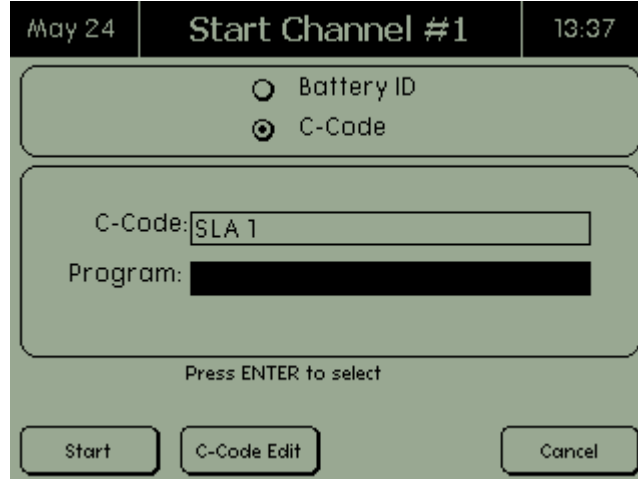 May 24 Start Channel #1 13:37
Battery ID
C-Code
C-Code: SLA 1
Program:
Press ENTER to select
Start C-Code Edit Cancel